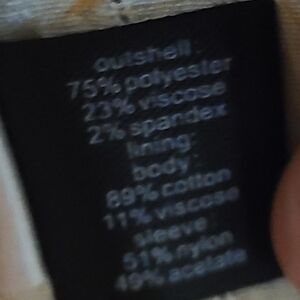 outshell:
75% polyester
23% viscose
2% spandex
lining:
body:
89% cotton
11% viscose
sleeve
51% nylon
49% acetate